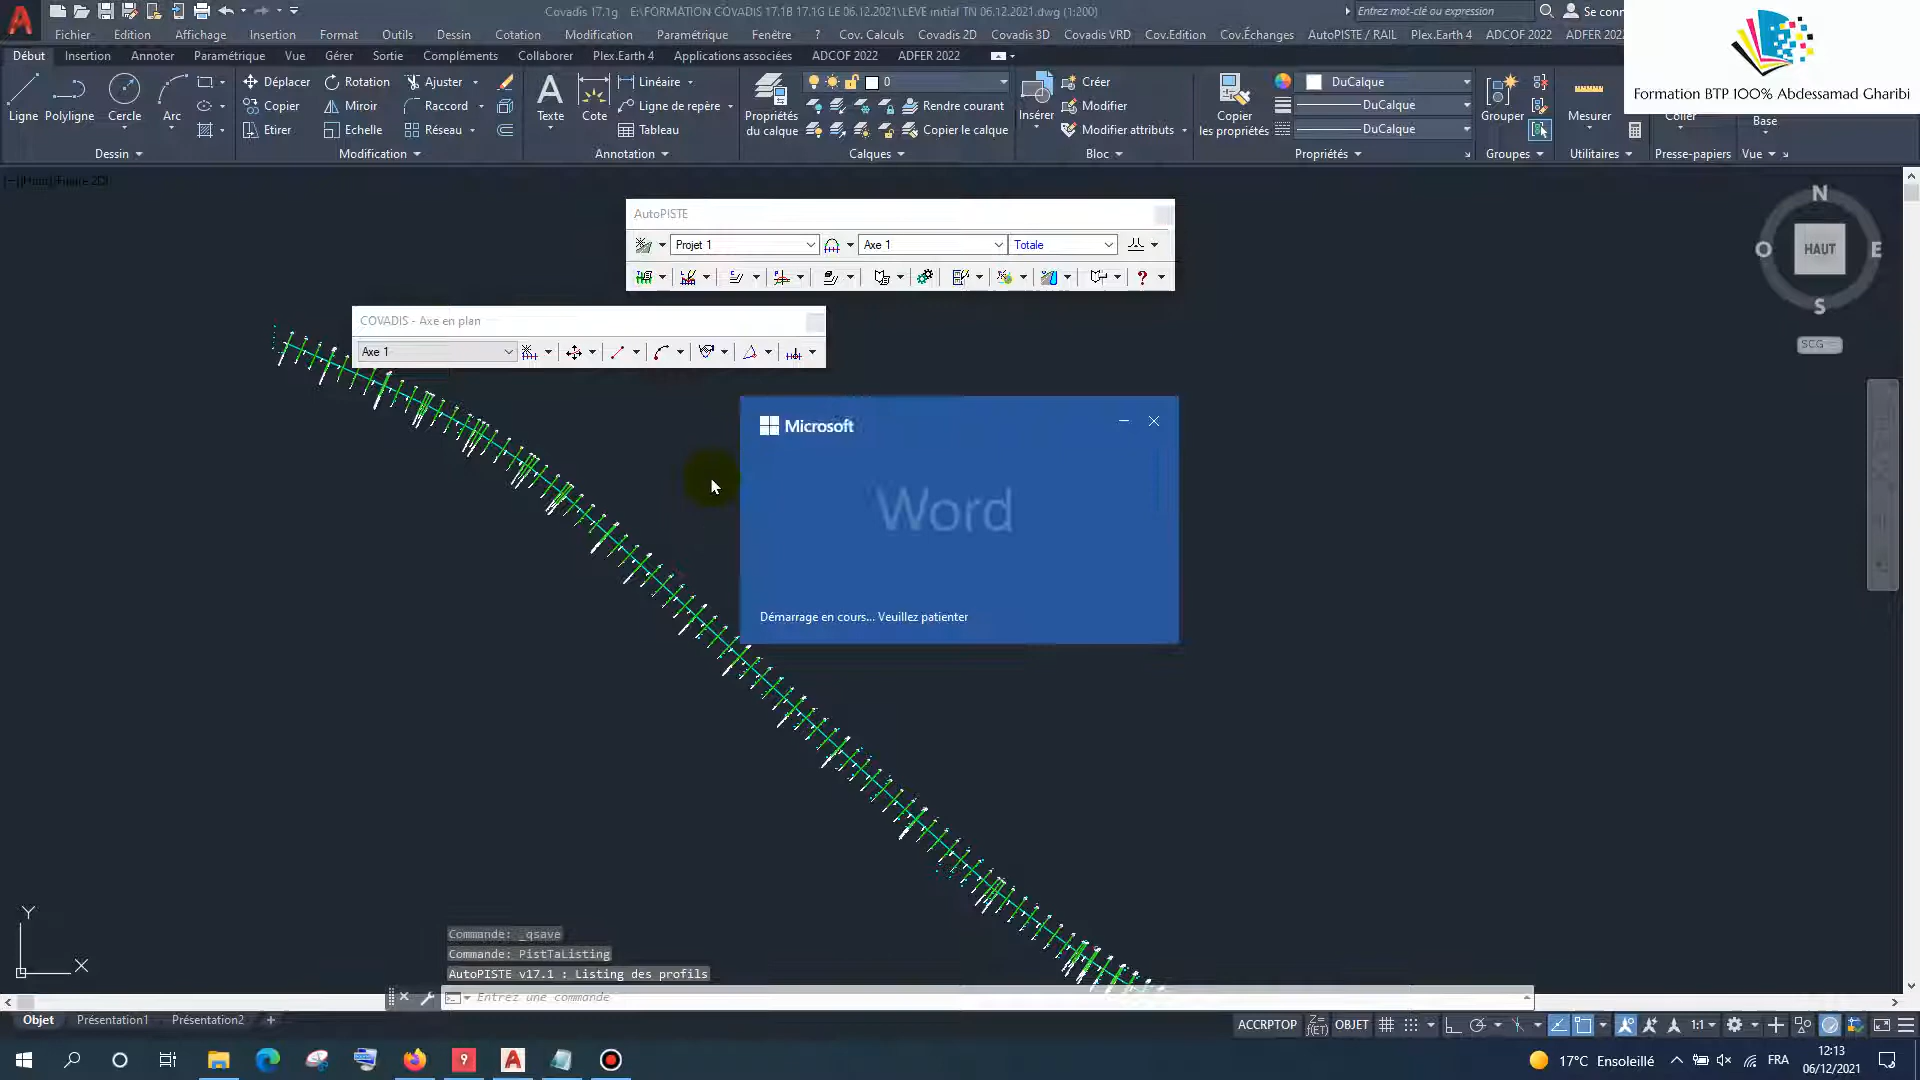 Covadis 17.1g E:\FORMATION COVADIS 17.1B 17.1G LE 06.12.2021\LEVE initial TN 06.12.2021.dwg (1:200)
Entrez mot-clé ou expression
Se conn
Fichier Edition Affichage Insertion Format Outils Dessin Cotation Modification Paramétrique Fenêtre ? Cov. Calculs Covadis 2D Covadis 3D Covadis VRD Cov.Edition Cov.Échanges AutoPISTE / RAIL Plex.Earth 4 ADCOF 2022 ADFER 2022
Début Insertion Annoter Paramétrique Vue Gérer Sortie Compléments Collaborer Plex.Earth 4 Applications associées ADCOF 2022 ADFER 2022
Formation BTP 100% Abdessamad Gharibi
Ligne Polyligne Cercle Arc
Déplacer Rotation Ajuster
Copier Miroir Raccord
Etirer Echelle Réseau
Texte Cote
Linéaire
Ligne de repère
Tableau
Propriétés du calque
0
Rendre courant
Copier le calque
Insérer
Créer
Modifier
Modifier attributs
Copier les propriétés
DuCalque
DuCalque
DuCalque
Grouper
Mesurer
Coller
Base
Dessin Modification Annotation Calques Bloc Propriétés Groupes Utilitaires Presse-papiers Vue
AutoPISTE
Projet 1 Axe 1 Totale
?
COVADIS - Axe en plan
Axe 1
N
O HAUT E
S
SCG
Microsoft
Word
Démarrage en cours... Veuillez patienter
Y
X
Commande: _qsave
Commande: PistTaListing
AutoPISTE v17.1 : Listing des profils
Entrez une commande
Objet Présentation1 Présentation2 +
ACCRPTOP OBJET 1:1
17°C Ensoleillé FRA
12:13
06/12/2021